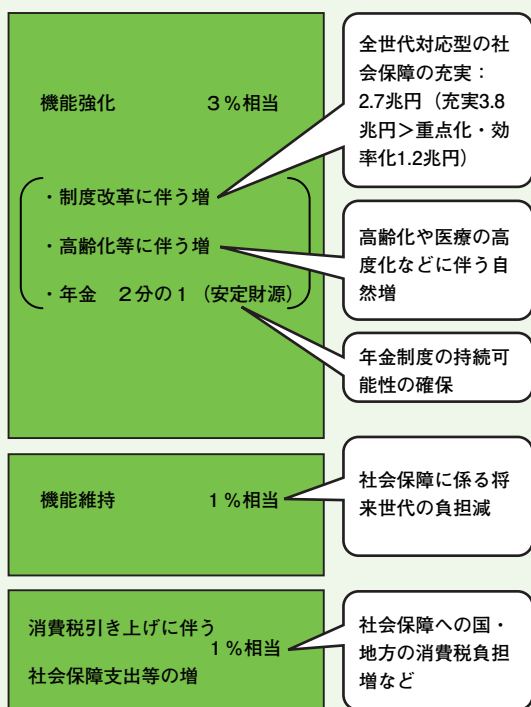 機能強化　　　３％相当
・制度改革に伴う増
・高齢化等に伴う増
・年金　２分の１（安定財源）
全世代対応型の社
会保障の充実：
2.7兆円（充実3.8
兆円＞重点化・効
率化1.2兆円）
高齢化や医療の高
度化などに伴う自
然増
年金制度の持続可
能性の確保
機能維持　　　１％相当
社会保障に係る将
来世代の負担減
消費税引き上げに伴う
１％相当
社会保障支出等の増
社会保障への国・
地方の消費税負担
増など